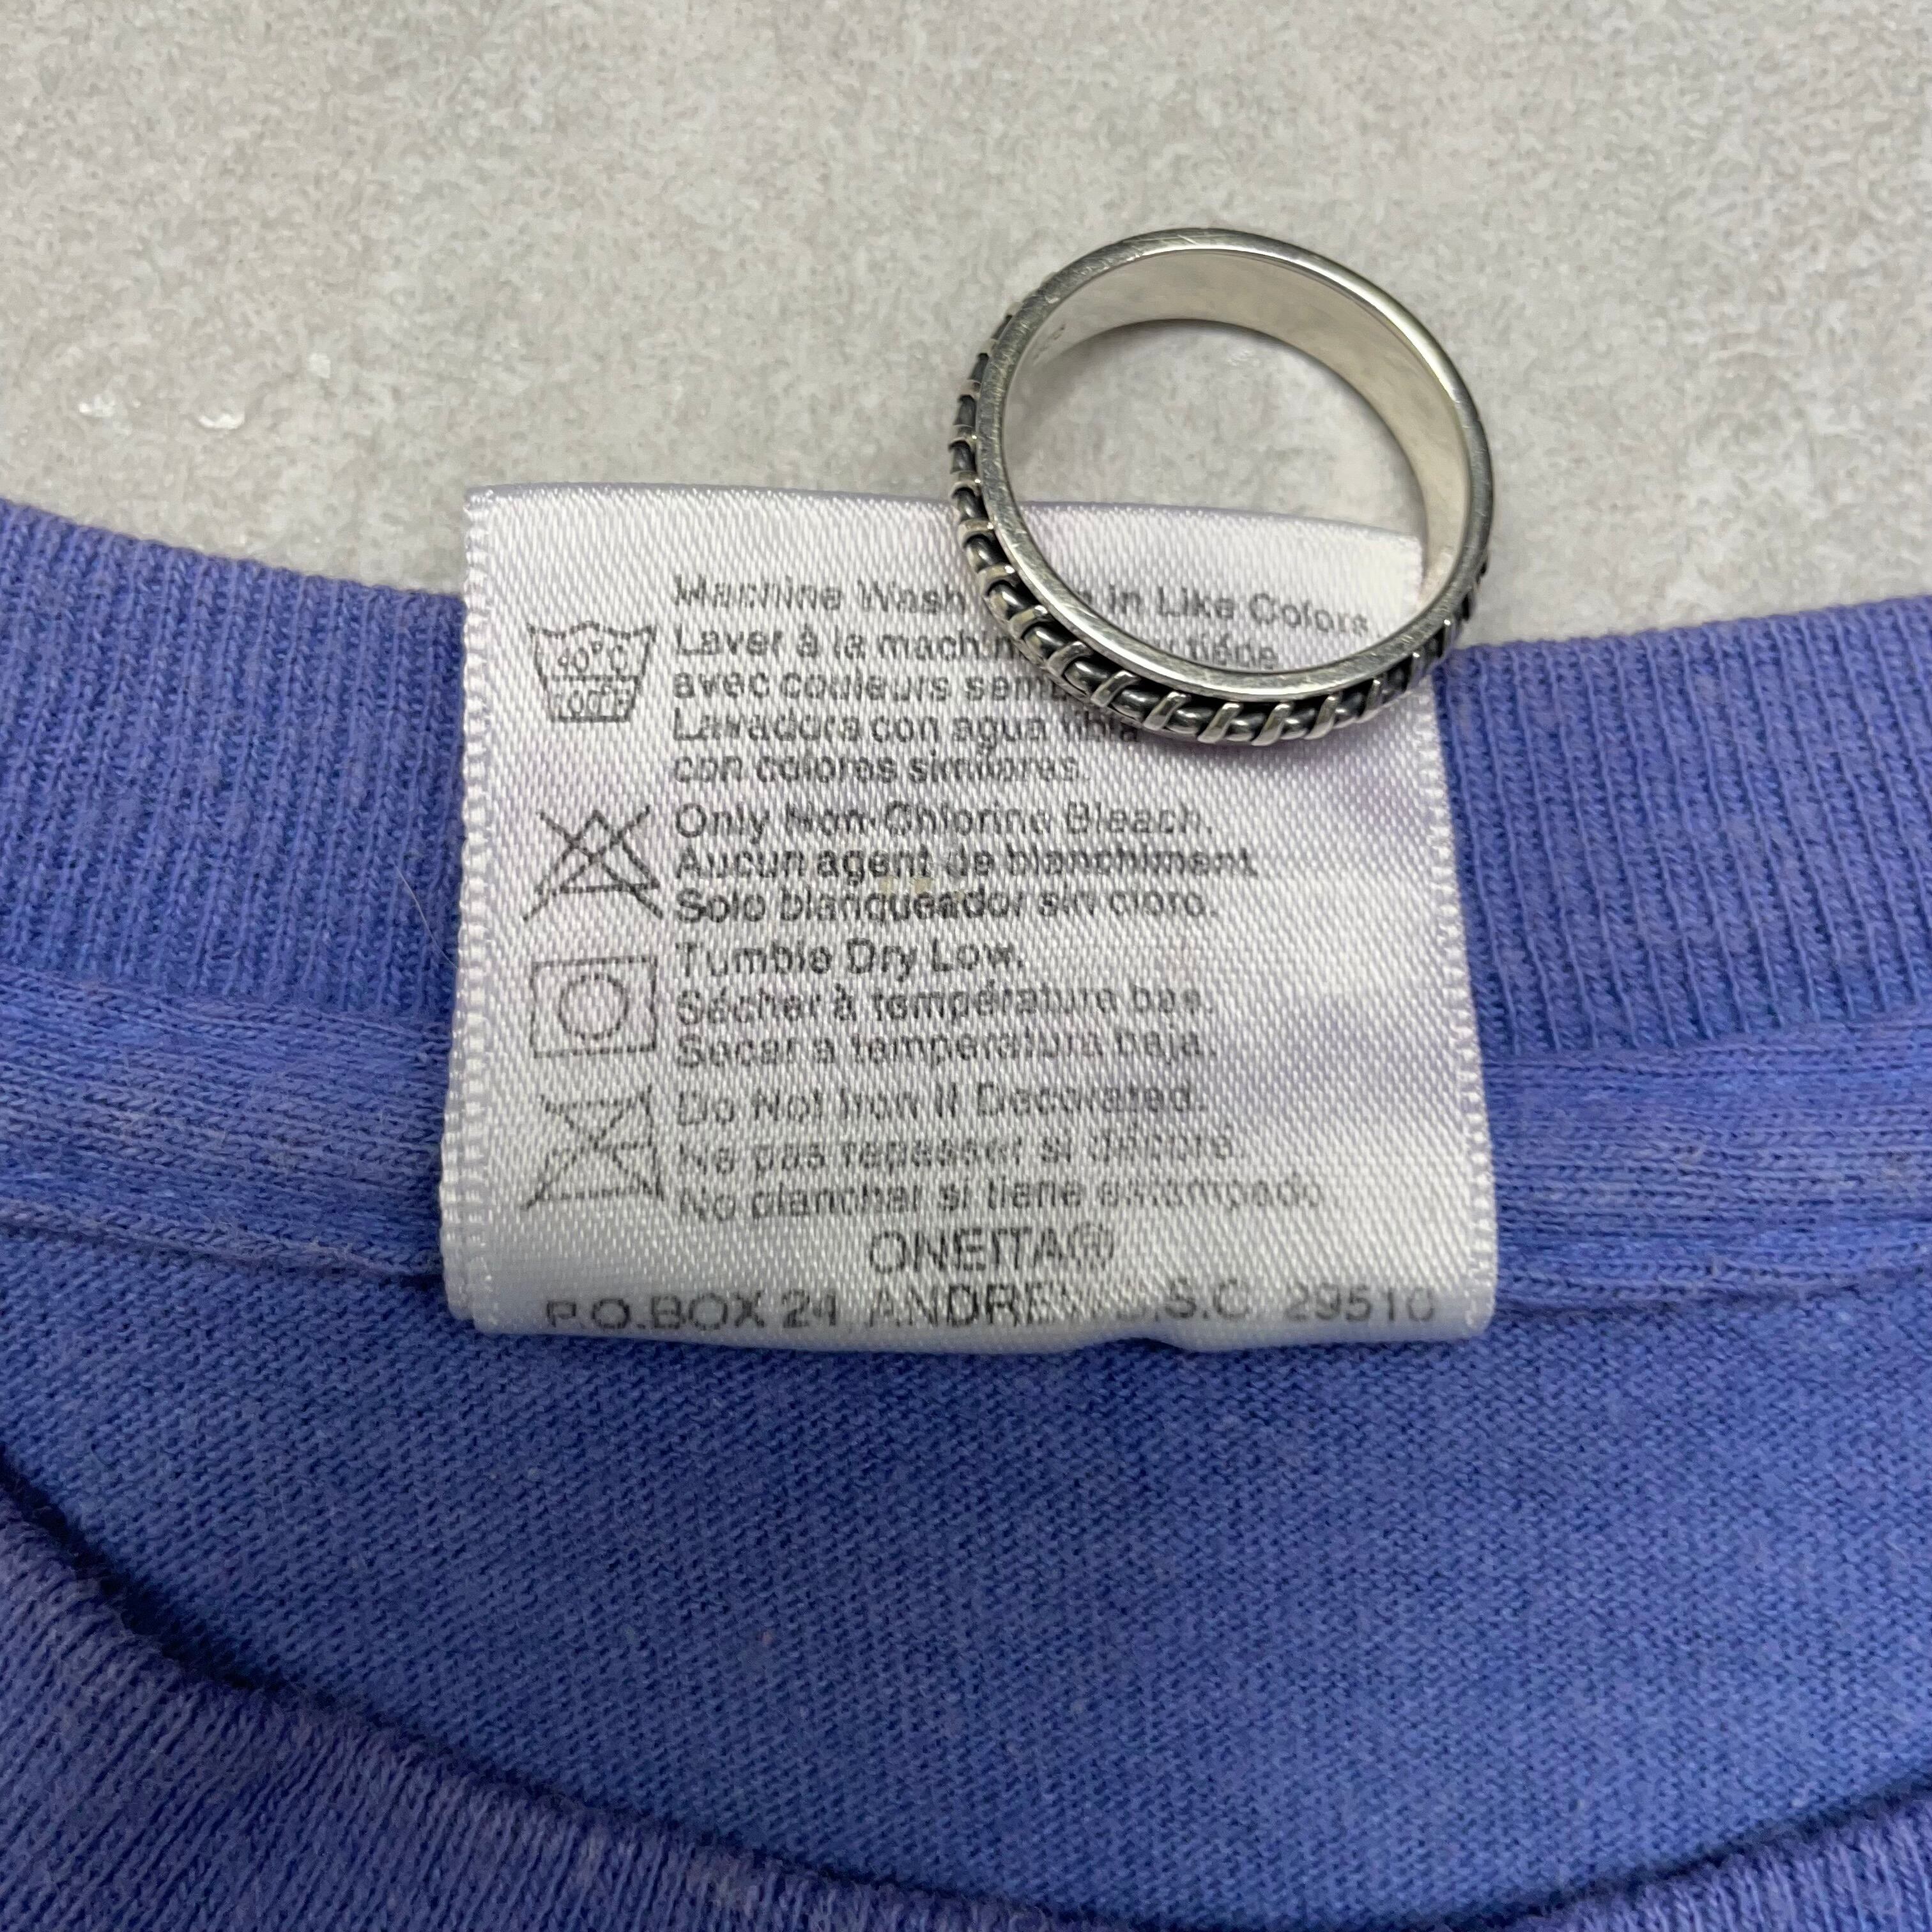 Machine Wash in Like Colors
Laver à la machin tiéde
avec couleurs sem
Lavadora con agua tibia
con colores similares.
40°C
Only Non-Chlorine Bleach.
Aucun agent de blanchiment
Solo blanqueador sin cloro.
Tumble Dry Low.
Sécher à température bas.
Secar a temperatura baja.
Do Not Iron If Decorated.
Ne pas repasser si décoré
No planchar si tiene estampado
ONEITA®
P.O.BOX 24 ANDREWS S.C 29510